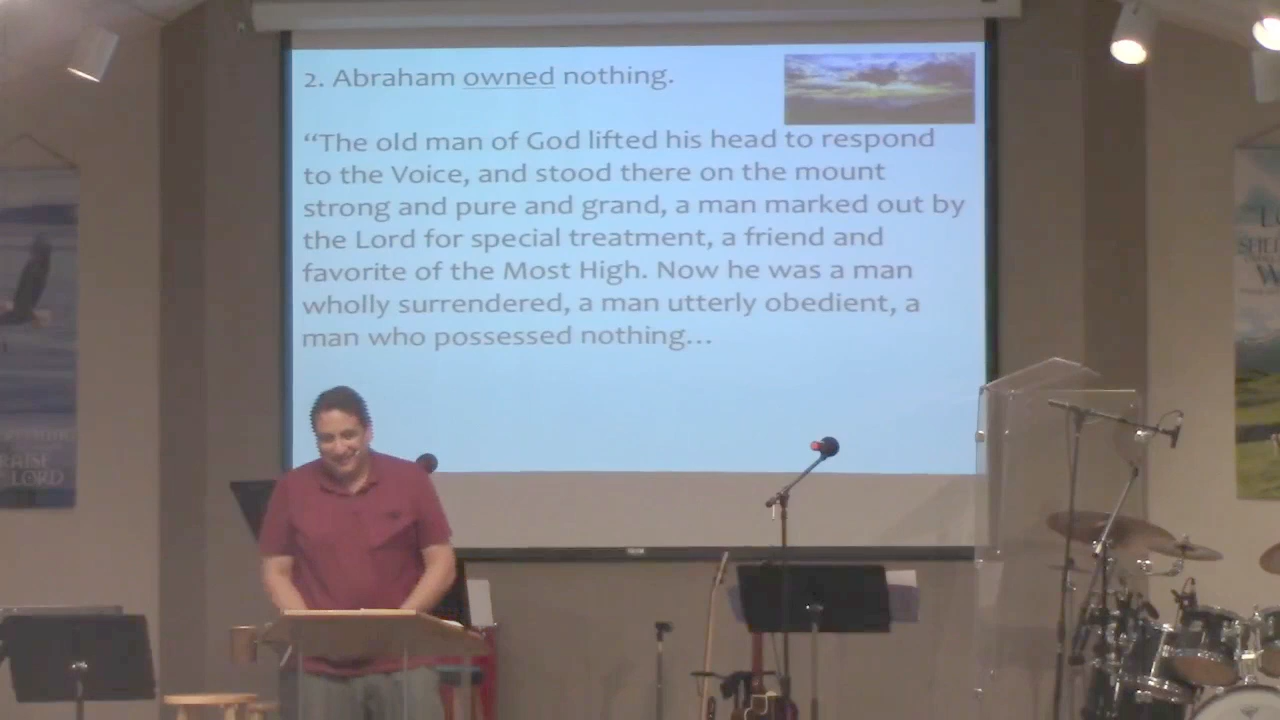 2. Abraham owned nothing.
“The old man of God lifted his head to respond
to the Voice, and stood there on the mount
strong and pure and grand, a man marked out by
the Lord for special treatment, a friend and
favorite of the Most High. Now he was a man
wholly surrendered, a man utterly obedient, a
man who possessed nothing…
LORD